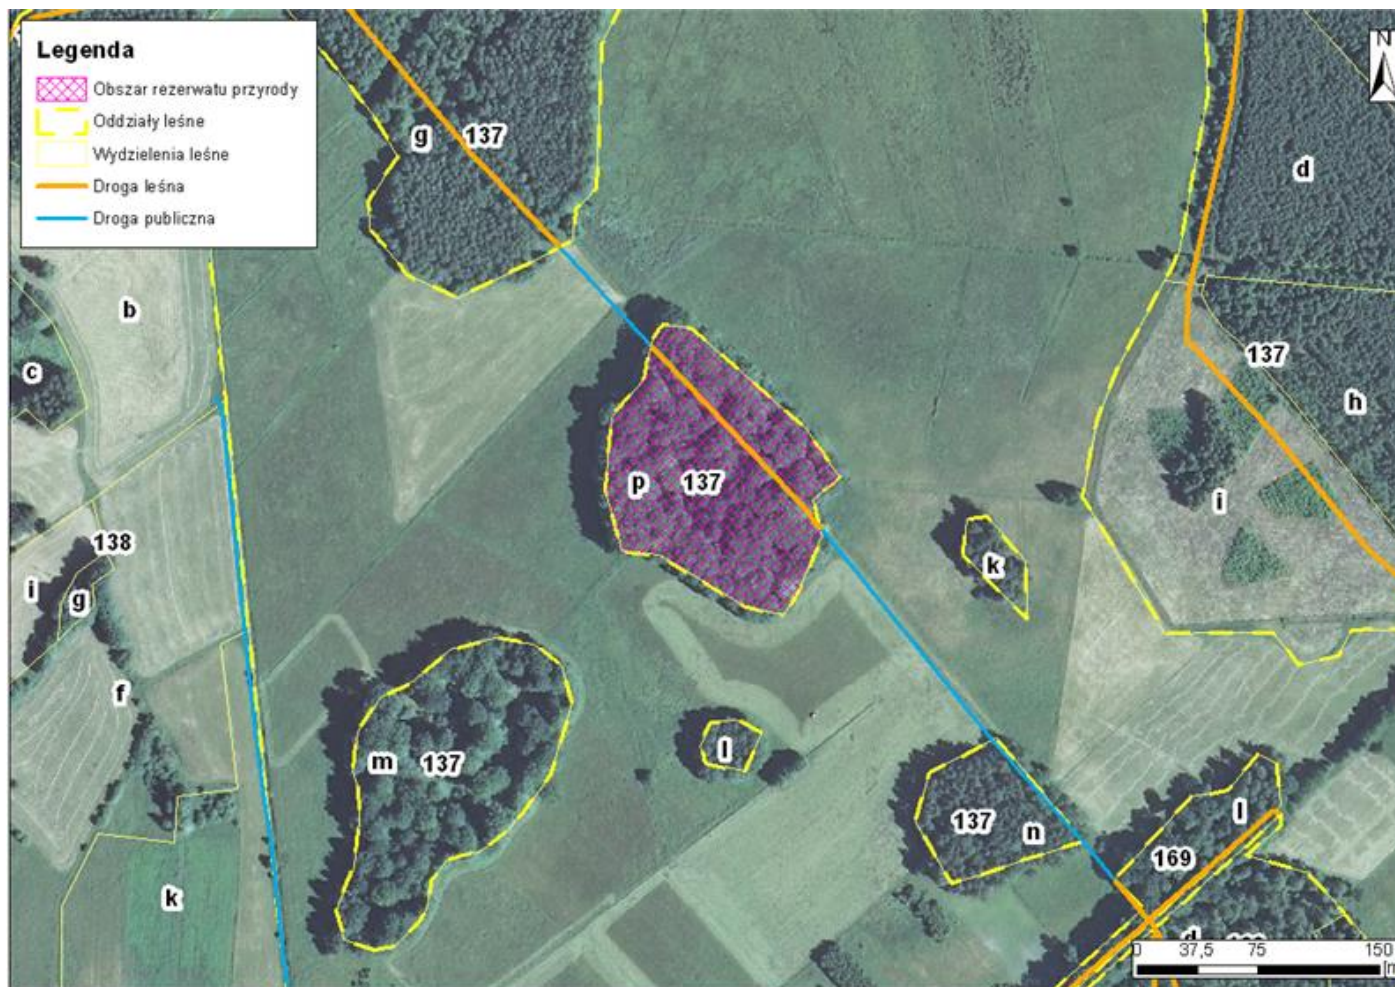 Legenda
Obszar rezerwatu przyrody
Oddziały leśne
Wydzielenia leśne
Droga leśna
Droga publiczna
N
g
137
d
b
137
c
h
p
137
i
138
k
i
g
f
m
137
l
137
n
l
169
k
d
0
37,5
75
150